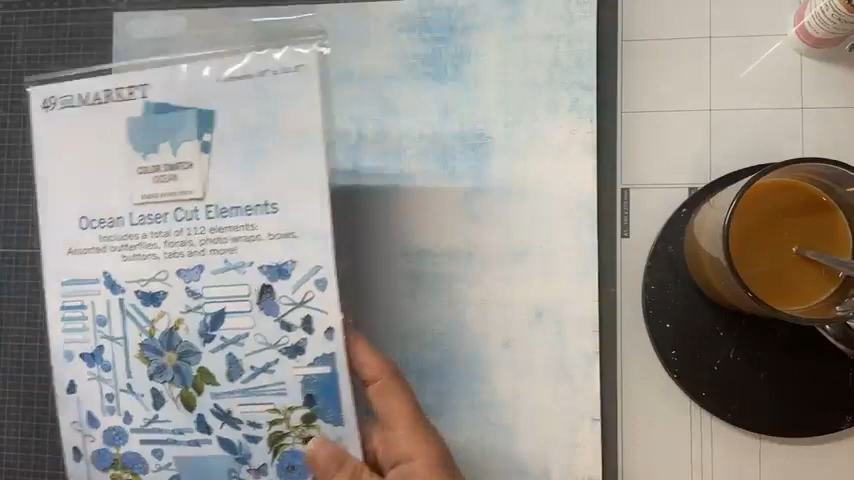 49 AND MARKET
COLOR SWATCH
OCEAN
Ocean Laser Cut Elements
Includes a total of 112 elements:
Assorted butterflies, florals, photo wraps, bows,
buttons, tabs and more!